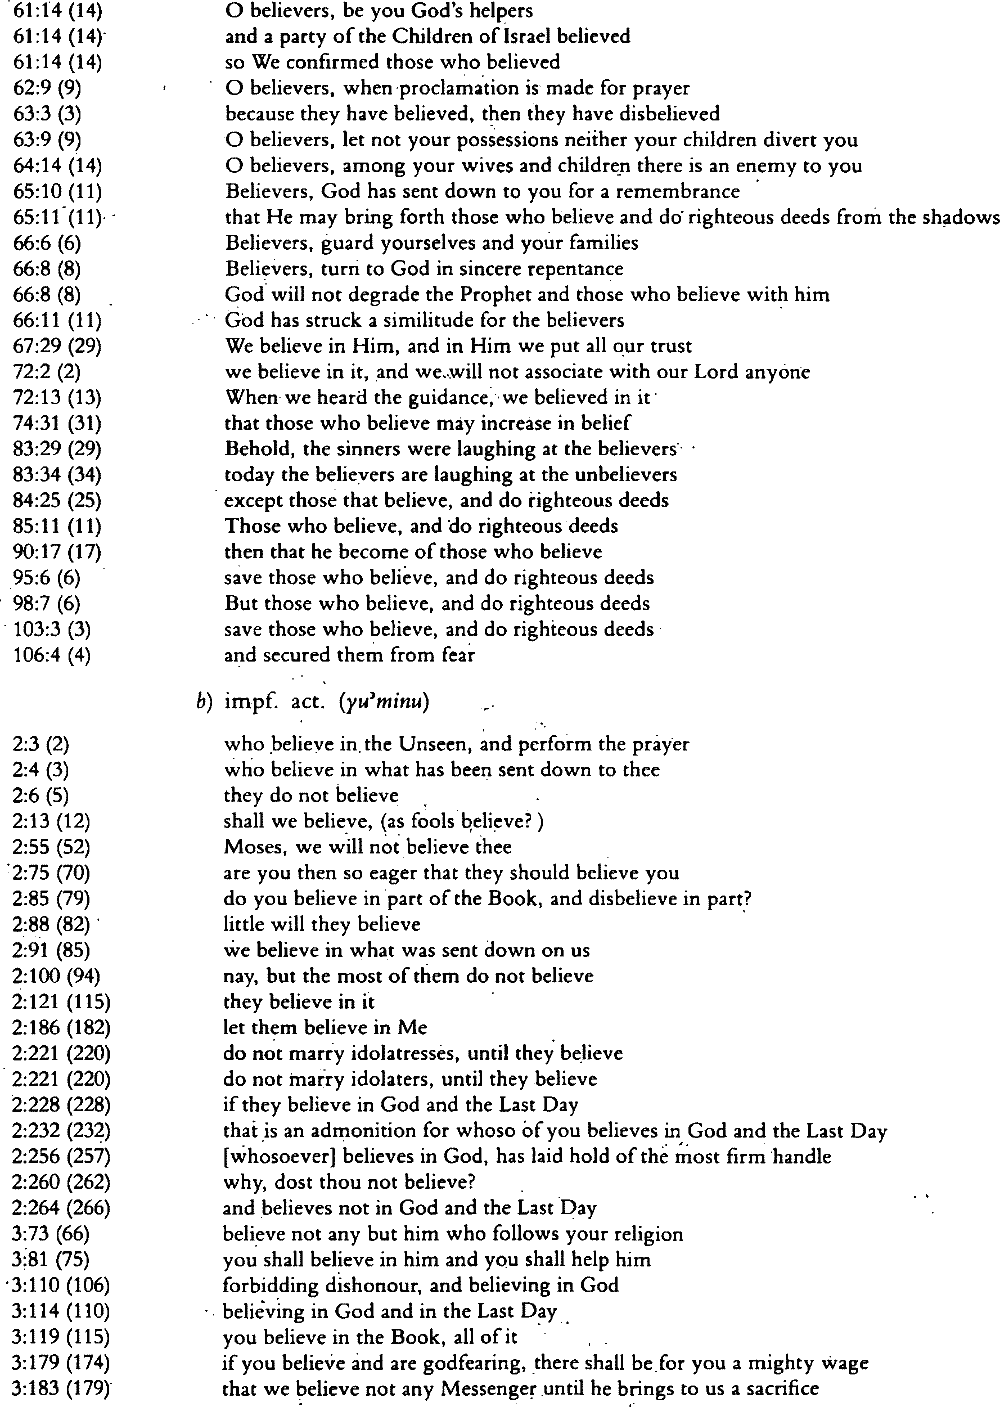 61:14 (14) O believers, be you God's helpers
61:14 (14) and a party of the Children of Israel believed
61:14 (14) so We confirmed those who believed
62:9 (9) O believers, when proclamation is made for prayer
63:3 (3) because they have believed, then they have disbelieved
63:9 (9) O believers, let not your possessions neither your children divert you
64:14 (14) O believers, among your wives and children there is an enemy to you
65:10 (11) Believers, God has sent down to you for a remembrance
65:11 (11) that He may bring forth those who believe and do righteous deeds from the shadows
66:6 (6) Believers, guard yourselves and your families
66:8 (8) Believers, turn to God in sincere repentance
66:8 (8) God will not degrade the Prophet and those who believe with him
66:11 (11) God has struck a similitude for the believers
67:29 (29) We believe in Him, and in Him we put all our trust
72:2 (2) we believe in it, and we will not associate with our Lord anyone
72:13 (13) When we heard the guidance, we believed in it
74:31 (31) that those who believe may increase in belief
83:29 (29) Behold, the sinners were laughing at the believers
83:34 (34) today the believers are laughing at the unbelievers
84:25 (25) except those that believe, and do righteous deeds
85:11 (11) Those who believe, and do righteous deeds
90:17 (17) then that he become of those who believe
95:6 (6) save those who believe, and do righteous deeds
98:7 (6) But those who believe, and do righteous deeds
103:3 (3) save those who believe, and do righteous deeds
106:4 (4) and secured them from fear
b) impf. act. (yu’minu)
2:3 (2) who believe in the Unseen, and perform the prayer
2:4 (3) who believe in what has been sent down to thee
2:6 (5) they do not believe
2:13 (12) shall we believe, (as fools believe?)
2:55 (52) Moses, we will not believe thee
2:75 (70) are you then so eager that they should believe you
2:85 (79) do you believe in part of the Book, and disbelieve in part?
2:88 (82) little will they believe
2:91 (85) we believe in what was sent down on us
2:100 (94) nay, but the most of them do not believe
2:121 (115) they believe in it
2:186 (182) let them believe in Me
2:221 (220) do not marry idolatresses, until they believe
2:221 (220) do not marry idolaters, until they believe
2:228 (228) if they believe in God and the Last Day
2:232 (232) that is an admonition for whoso of you believes in God and the Last Day
2:256 (257) [whosoever] believes in God, has laid hold of the most firm handle
2:260 (262) why, dost thou not believe?
2:264 (266) and believes not in God and the Last Day
3:73 (66) believe not any but him who follows your religion
3:81 (75) you shall believe in him and you shall help him
3:110 (106) forbidding dishonour, and believing in God
3:114 (110) believing in God and in the Last Day
3:119 (115) you believe in the Book, all of it
3:179 (174) if you believe and are godfearing, there shall be for you a mighty wage
3:183 (179) that we believe not any Messenger until he brings to us a sacrifice